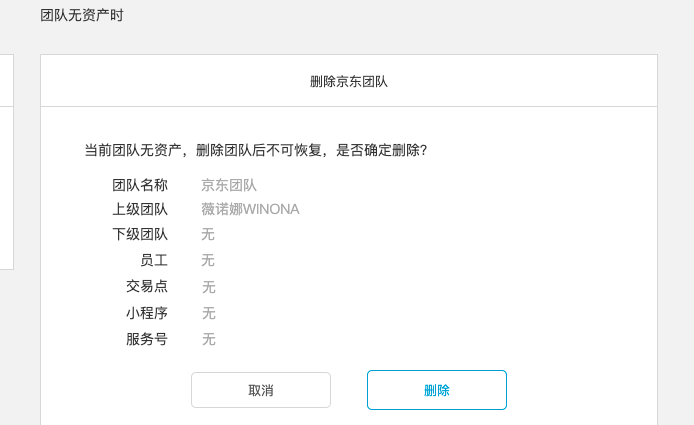 团队无资产时
删除京东团队
当前团队无资产，删除团队后不可恢复，是否确定删除?
团队名称 京东团队
上级团队 薇诺娜WINONA
下级团队 无
员工 无
交易点 无
小程序 无
服务号 无
取消 删除